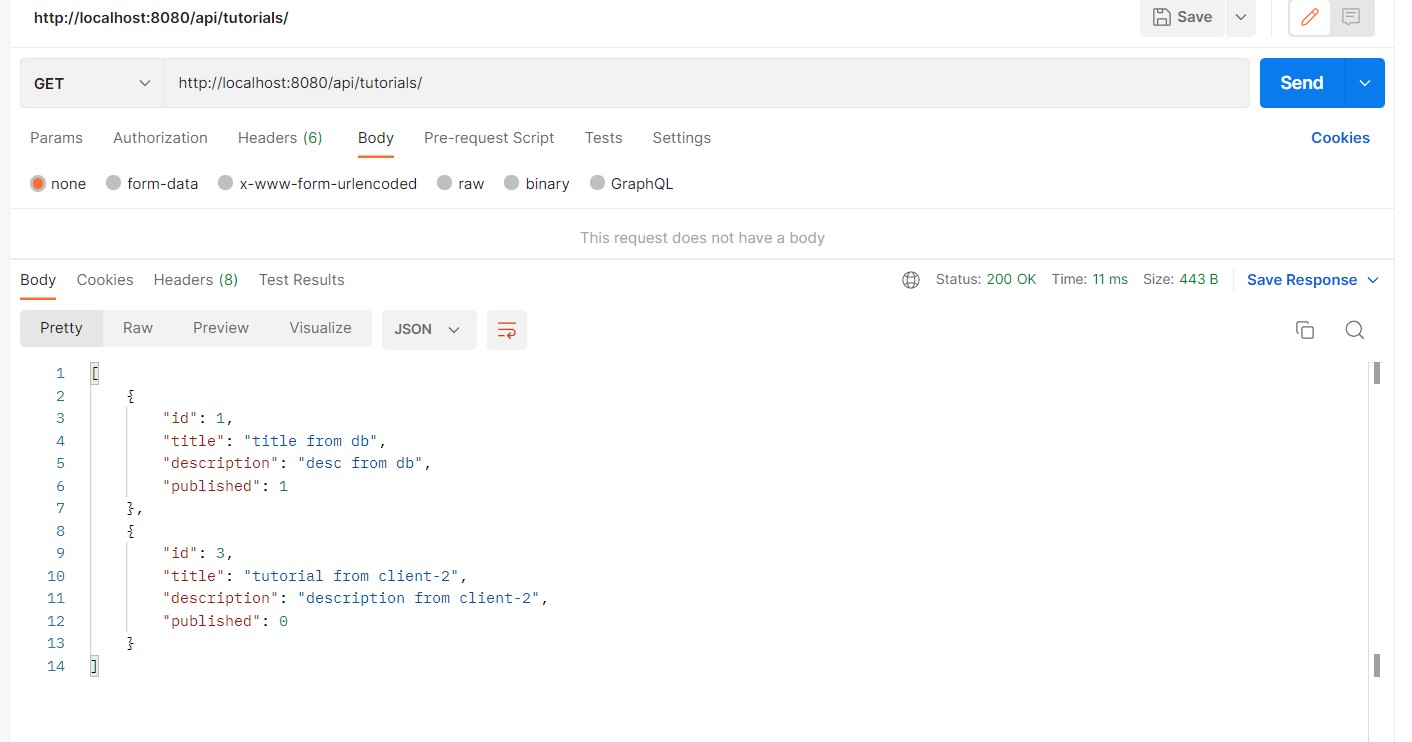 http://localhost:8080/api/tutorials/ Save
GET http://localhost:8080/api/tutorials/ Send
Params Authorization Headers (6) Body Pre-request Script Tests Settings Cookies
none form-data x-www-form-urlencoded raw binary GraphQL
This request does not have a body
Body Cookies Headers (8) Test Results Status: 200 OK Time: 11 ms Size: 443 B Save Response
Pretty Raw Preview Visualize JSON
1 [
2 {
3 "id": 1,
4 "title": "title from db",
5 "description": "desc from db",
6 "published": 1
7 },
8 {
9 "id": 3,
10 "title": "tutorial from client-2",
11 "description": "description from client-2",
12 "published": 0
13 }
14 ]